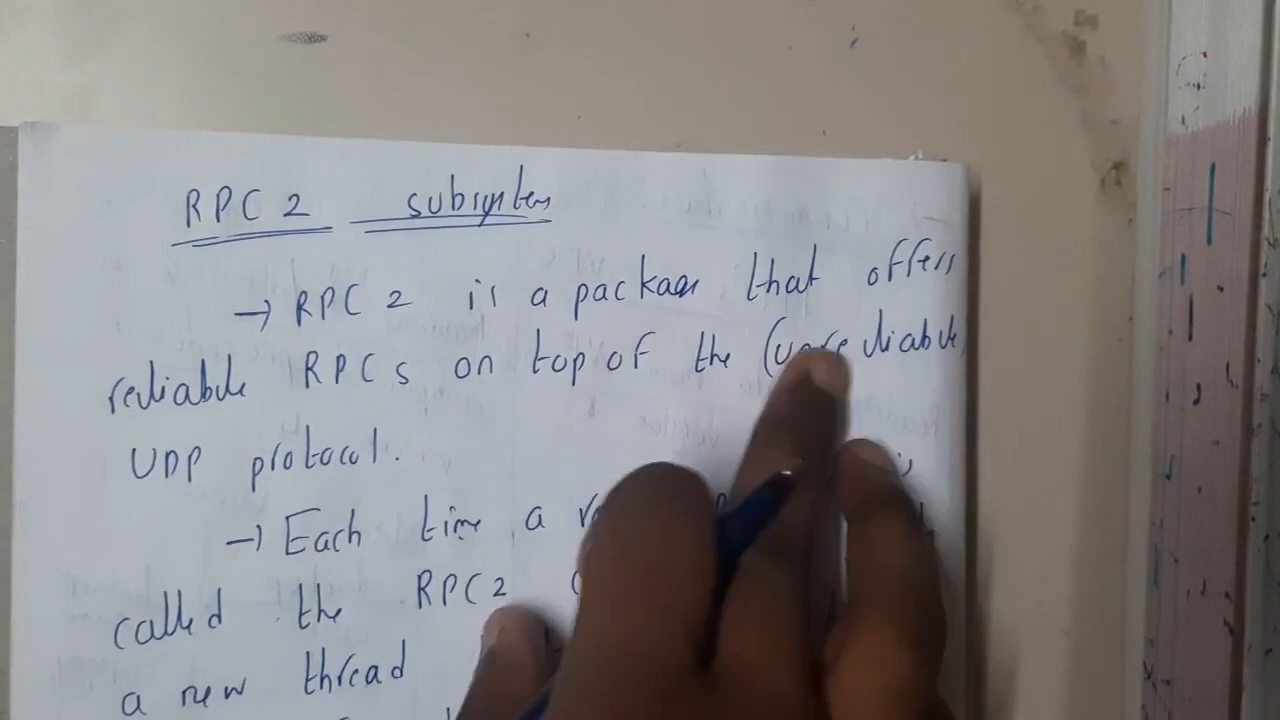 RPC 2 subsystem
→ RPC 2 is a package that offers
reliable RPCs on top of the (unreliable)
UDP protocol.
→ Each time a
called the RPC2
a new thread